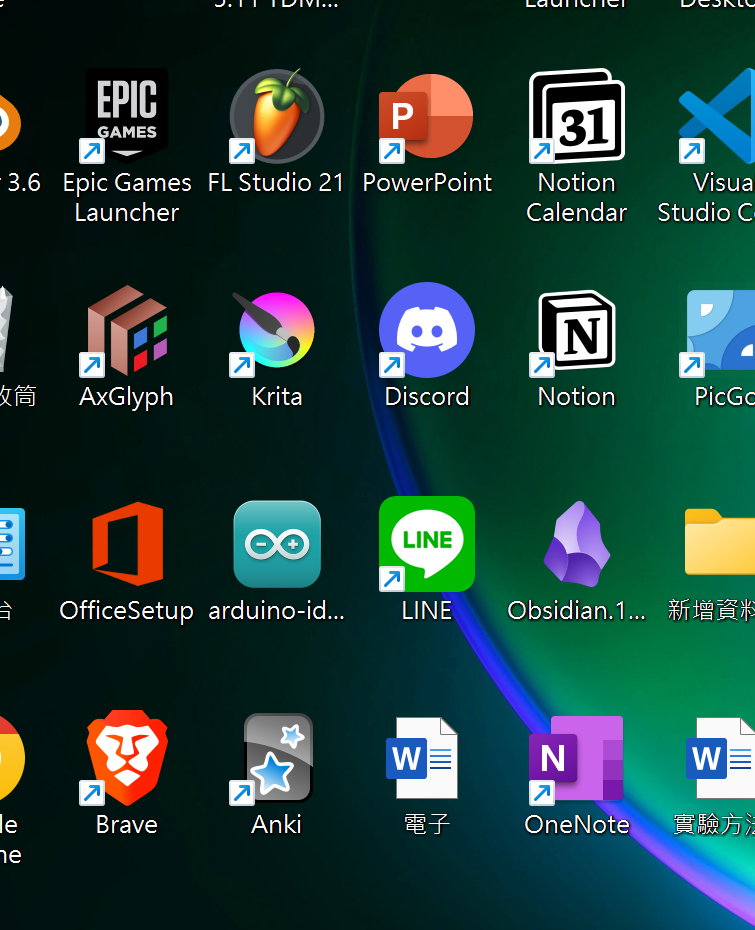 5.11 TDM...
Launcher
Deskto
EPIC
GAMES
P
31
3.6
Epic Games
Launcher
FL Studio 21
PowerPoint
Notion
Calendar
Visua
Studio Co
N
收筒
AxGlyph
Krita
Discord
Notion
PicGo
LINE
台
OfficeSetup
arduino-id...
LINE
Obsidian.1...
新增資料
W
N
W
le
ne
Brave
Anki
電子
OneNote
實驗方法